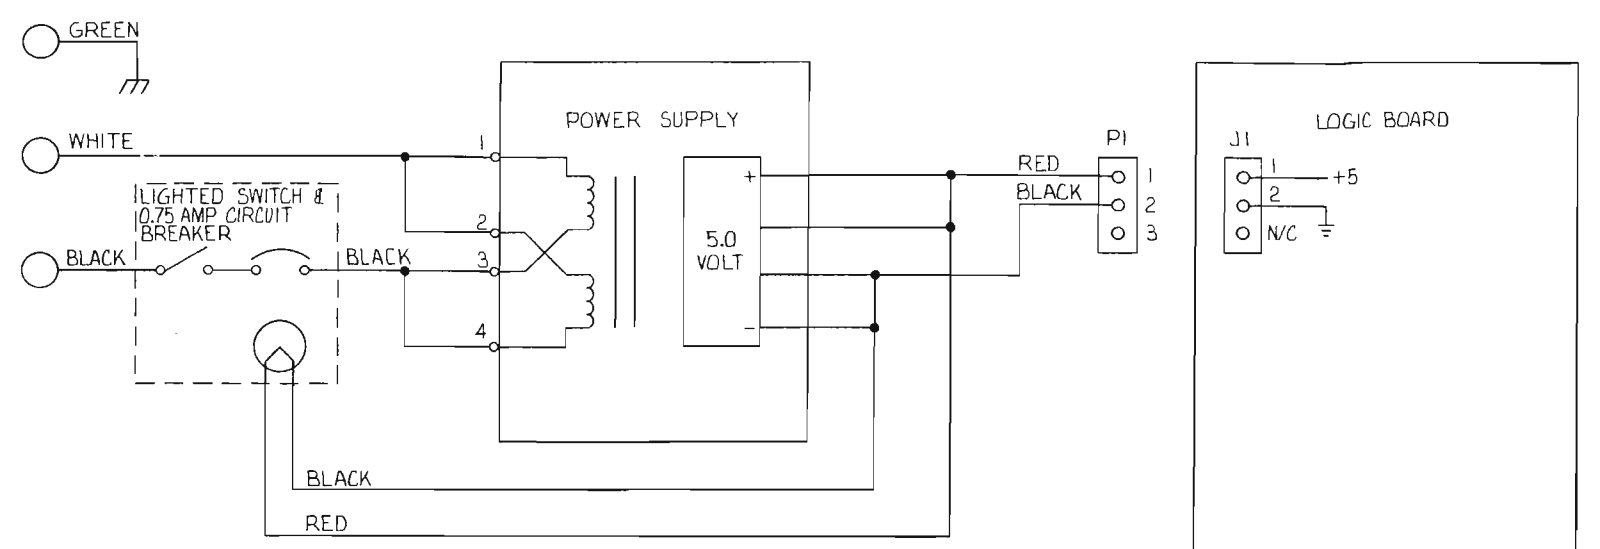 GREEN
WHITE
BLACK
LIGHTED SWITCH &
0.75 AMP CIRCUIT
BREAKER
BLACK
1
2
3
4
POWER SUPPLY
+
5.0
VOLT
−
BLACK
RED
RED
BLACK
P1
1
2
3
LOGIC BOARD
J1
1
+5
2
N/C